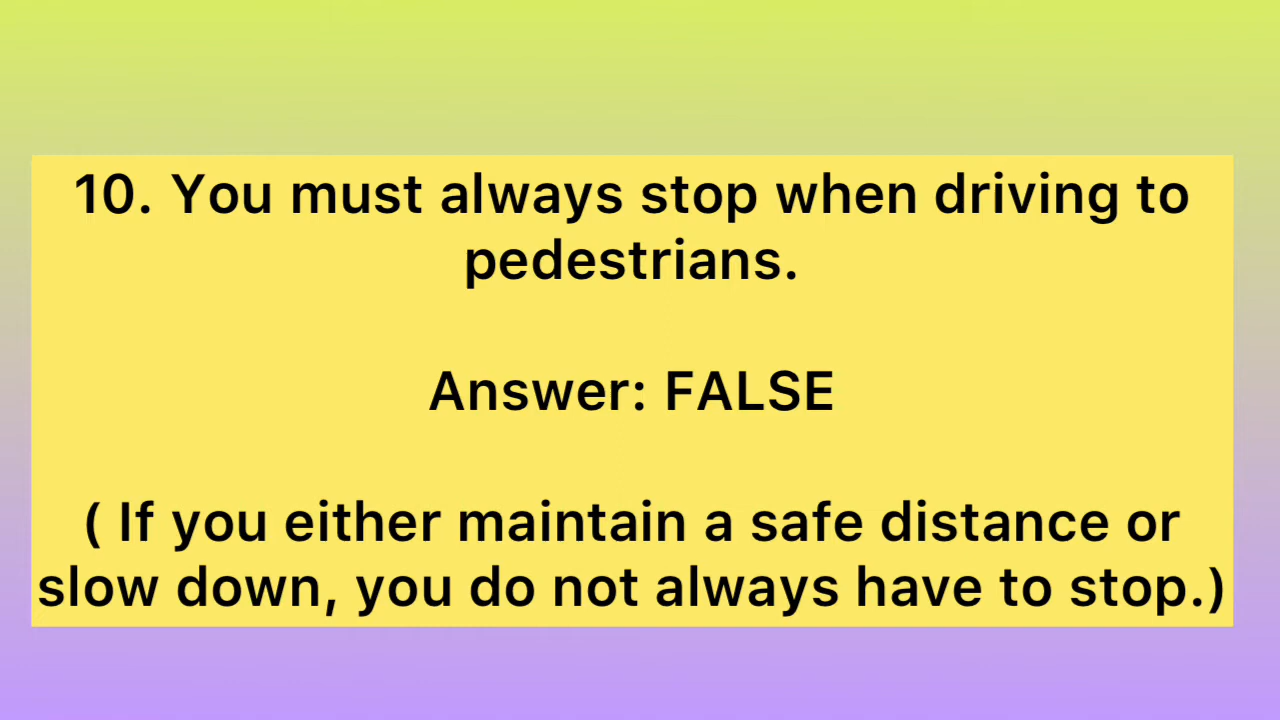 10. You must always stop when driving to
pedestrians.
Answer: FALSE
( If you either maintain a safe distance or
slow down, you do not always have to stop.)